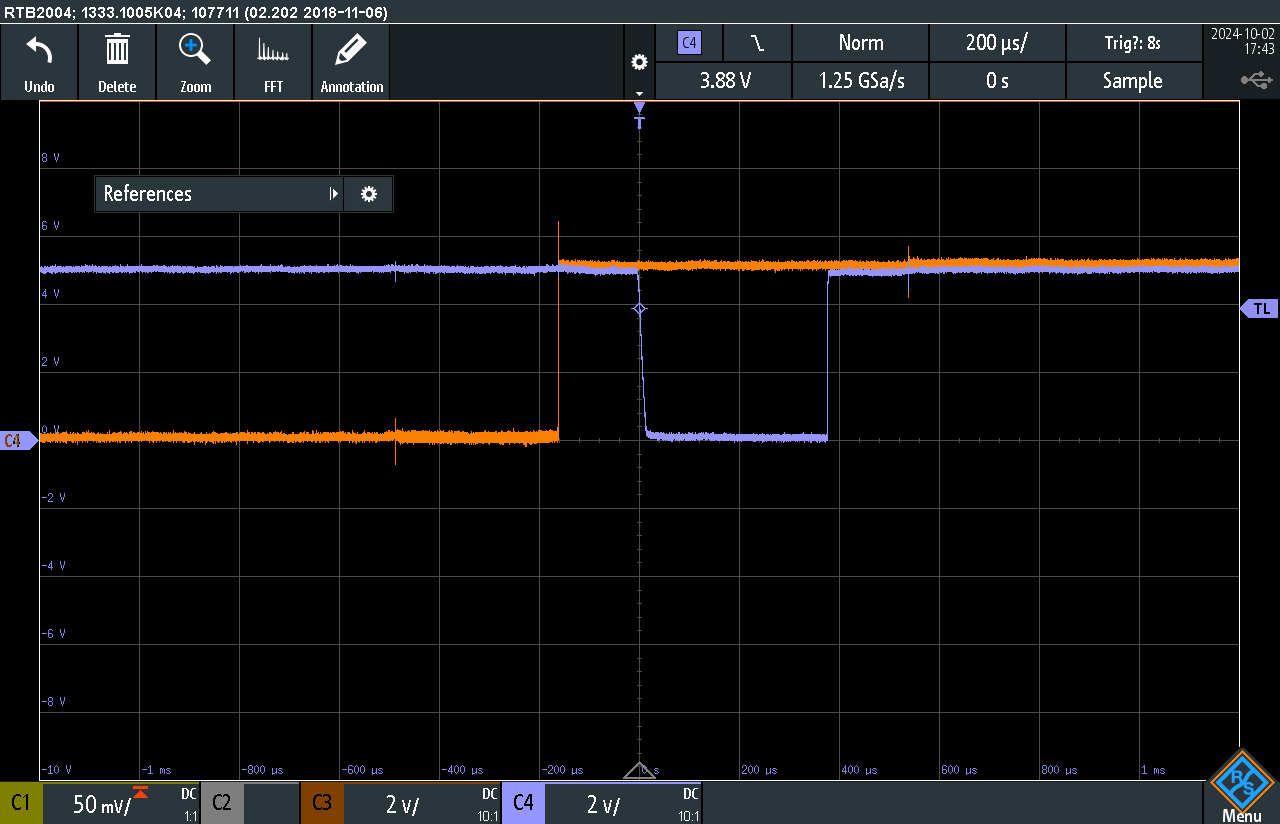 RTB2004; 1333.1005K04; 107711 (02.202 2018-11-06)
Undo
Delete
Zoom
FFT
Annotation
C4
Norm
200 µs/
Trig?: 8s
2024-10-02
17:43
3.88 V
1.25 GSa/s
0 s
Sample
T
8 V
References
6 V
4 V
TL
2 V
0 V
C4
-2 V
-4 V
-6 V
-8 V
-10 V
-1 ms
-800 µs
-600 µs
-400 µs
-200 µs
0 s
200 µs
400 µs
600 µs
800 µs
1 ms
C1
50 mV/
DC
1:1
C2
C3
2 V/
DC
10:1
C4
2 V/
DC
10:1
R S
Menu